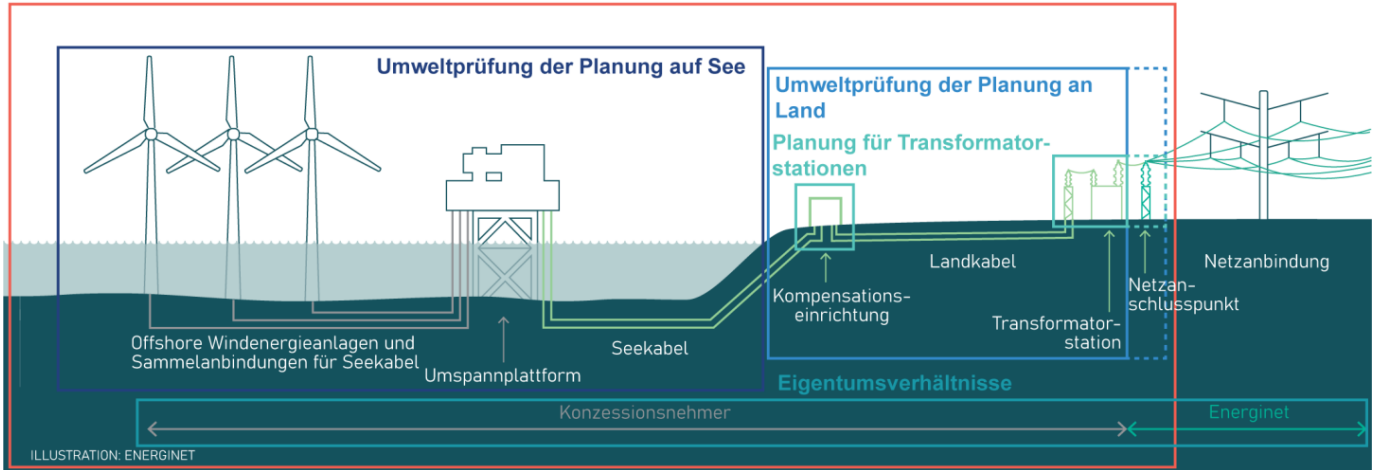 Umweltprüfung der Planung auf See
Umweltprüfung der Planung an
Land
Planung für Transformator-
stationen
Offshore Windenergieanlagen und
Sammelanbindungen für Seekabel
Umspannplattform
Seekabel
Kompensations-
einrichtung
Landkabel
Transformator-
station
Netzan-
schlusspunkt
Netzanbindung
Eigentumsverhältnisse
Konzessionsnehmer
Energinet
ILLUSTRATION: ENERGINET